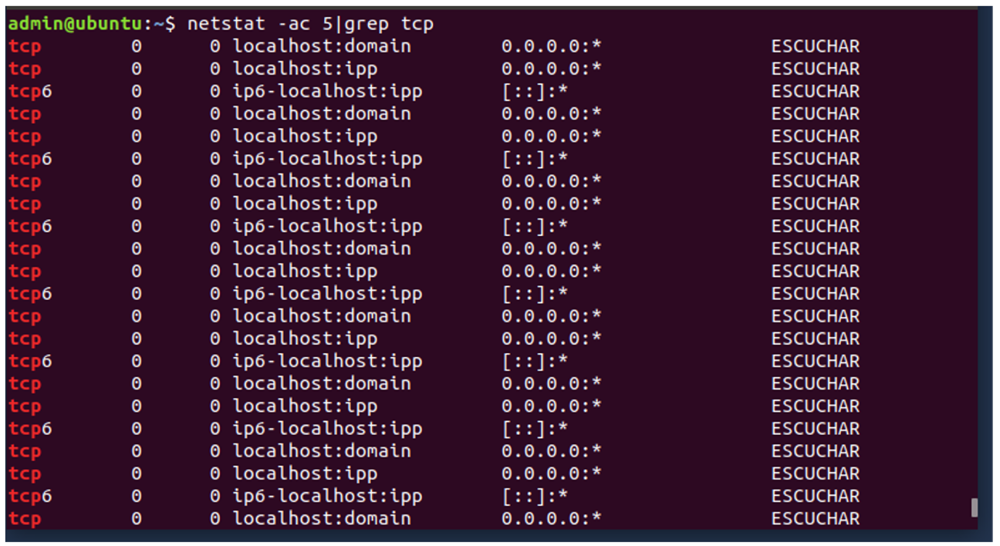 admin@ubuntu:~$ netstat -ac 5|grep tcp
tcp 0 0 localhost:domain 0.0.0.0:* ESCUCHAR
tcp 0 0 localhost:ipp 0.0.0.0:* ESCUCHAR
tcp6 0 0 ip6-localhost:ipp [::]:* ESCUCHAR
tcp 0 0 localhost:domain 0.0.0.0:* ESCUCHAR
tcp 0 0 localhost:ipp 0.0.0.0:* ESCUCHAR
tcp6 0 0 ip6-localhost:ipp [::]:* ESCUCHAR
tcp 0 0 localhost:domain 0.0.0.0:* ESCUCHAR
tcp 0 0 localhost:ipp 0.0.0.0:* ESCUCHAR
tcp6 0 0 ip6-localhost:ipp [::]:* ESCUCHAR
tcp 0 0 localhost:domain 0.0.0.0:* ESCUCHAR
tcp 0 0 localhost:ipp 0.0.0.0:* ESCUCHAR
tcp6 0 0 ip6-localhost:ipp [::]:* ESCUCHAR
tcp 0 0 localhost:domain 0.0.0.0:* ESCUCHAR
tcp 0 0 localhost:ipp 0.0.0.0:* ESCUCHAR
tcp6 0 0 ip6-localhost:ipp [::]:* ESCUCHAR
tcp 0 0 localhost:domain 0.0.0.0:* ESCUCHAR
tcp 0 0 localhost:ipp 0.0.0.0:* ESCUCHAR
tcp6 0 0 ip6-localhost:ipp [::]:* ESCUCHAR
tcp 0 0 localhost:domain 0.0.0.0:* ESCUCHAR
tcp 0 0 localhost:ipp 0.0.0.0:* ESCUCHAR
tcp6 0 0 ip6-localhost:ipp [::]:* ESCUCHAR
tcp 0 0 localhost:domain 0.0.0.0:* ESCUCHAR